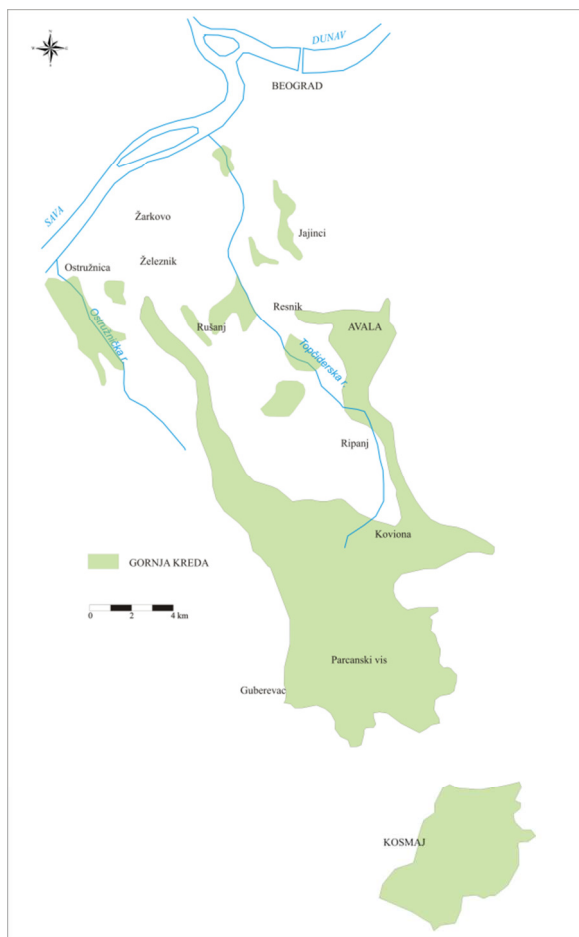 DUNAV
BEOGRAD
SAVA
Žarkovo
Jajinci
Železnik
Ostružnica
Resnik
Rušanj
AVALA
Ostružnička r.
Topčiderska r.
Ripanj
Koviona
GORNJA KREDA
0 2 4 km
Parcanski vis
Guberevac
KOSMAJ